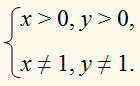 x > 0, y > 0,
x ≠ 1, y ≠ 1.